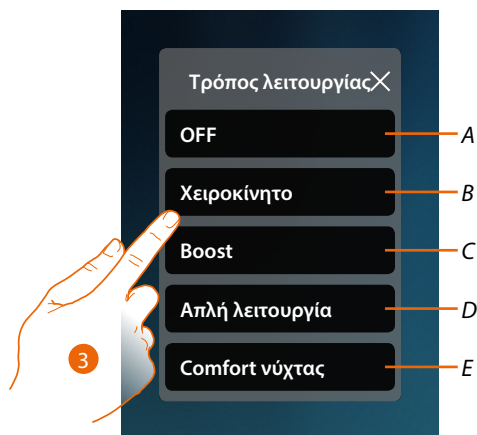 Τρόπος λειτουργίας
OFF A
Χειροκίνητο B
Boost C
Απλή λειτουργία D
Comfort νύχτας E
3